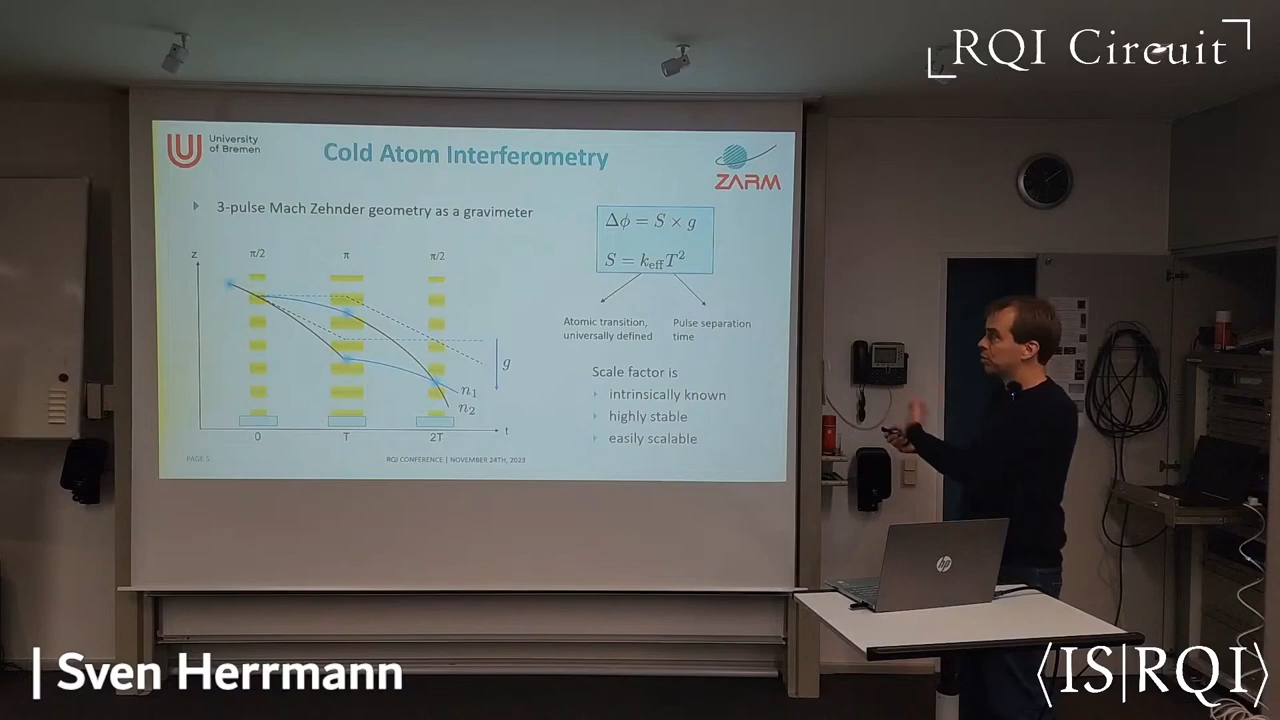 RQI Circuit
University
of Bremen
Cold Atom Interferometry
ZARM
3-pulse Mach Zehnder geometry as a gravimeter
Δϕ = S × g
S = k_eff T²
z
π/2
π
π/2
Atomic transition,
universally defined
Pulse separation
time
g
n₁
n₂
Scale factor is
intrinsically known
highly stable
easily scalable
0
T
2T
t
PAGE 5
RQI CONFERENCE | NOVEMBER 24TH, 2023
hp
| Sven Herrmann
⟨IS|RQI⟩